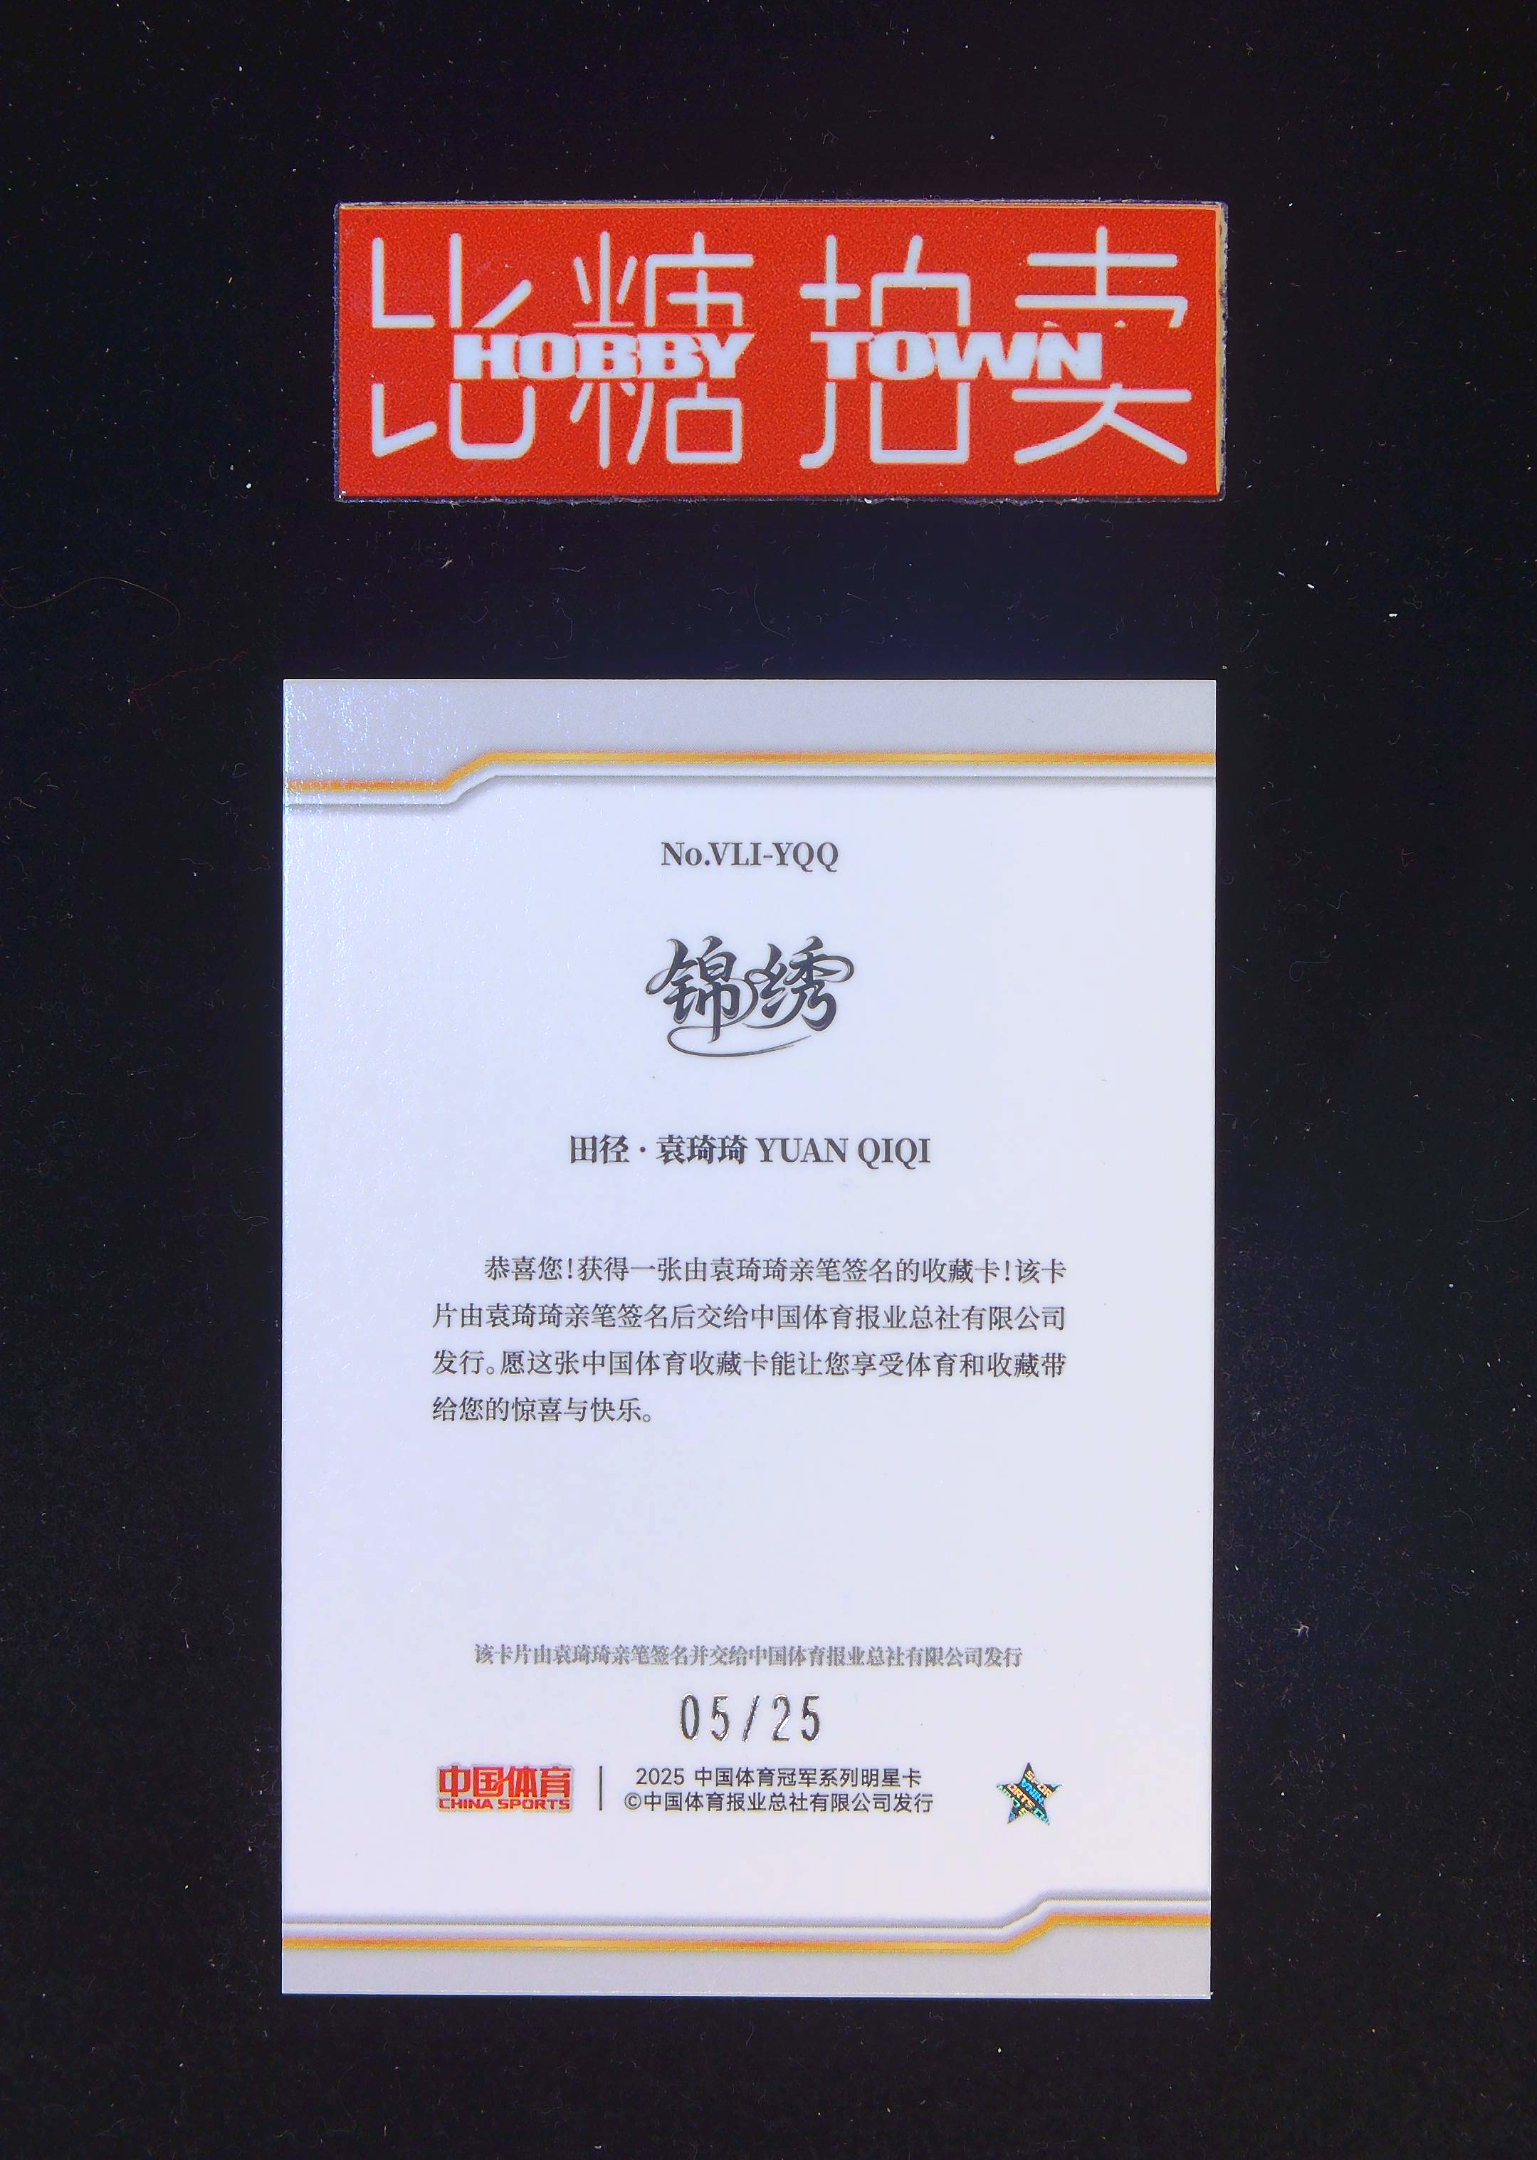 比糖拍卖
HOBBY TOWN
No.VLI-YQQ
锦绣
田径·袁琦琦 YUAN QIQI
恭喜您!获得一张由袁琦琦亲笔签名的收藏卡!该卡
片由袁琦琦亲笔签名后交给中国体育报业总社有限公司
发行。愿这张中国体育收藏卡能让您享受体育和收藏带
给您的惊喜与快乐。
该卡片由袁琦琦亲笔签名并交给中国体育报业总社有限公司发行
05/25
中国体育
CHINA SPORTS
2025 中国体育冠军系列明星卡
©中国体育报业总社有限公司发行